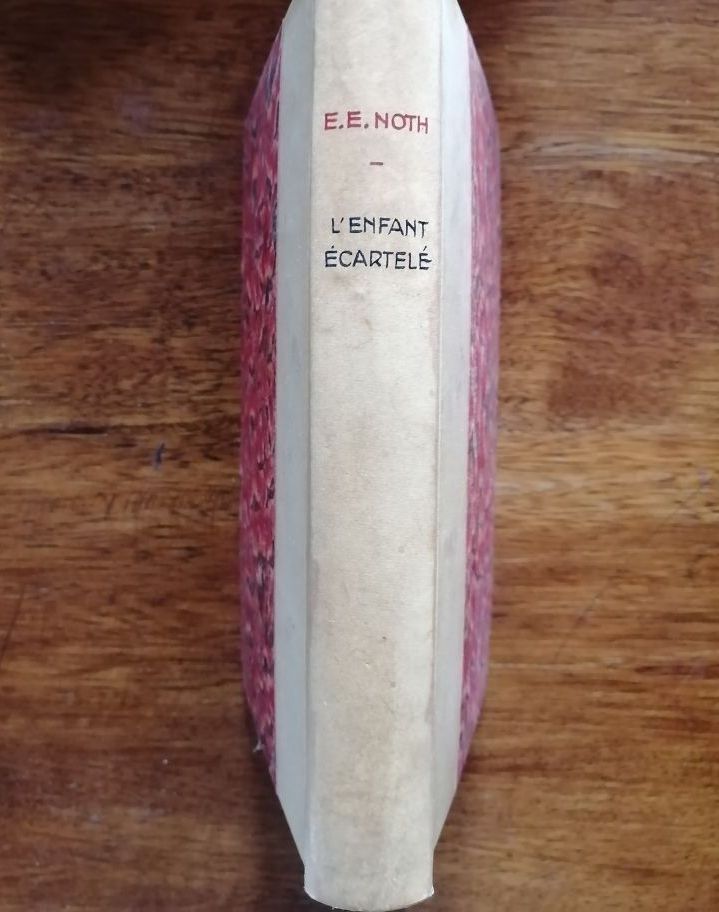 E.E. NOTH
–
L'ENFANT
ÉCARTELÉ